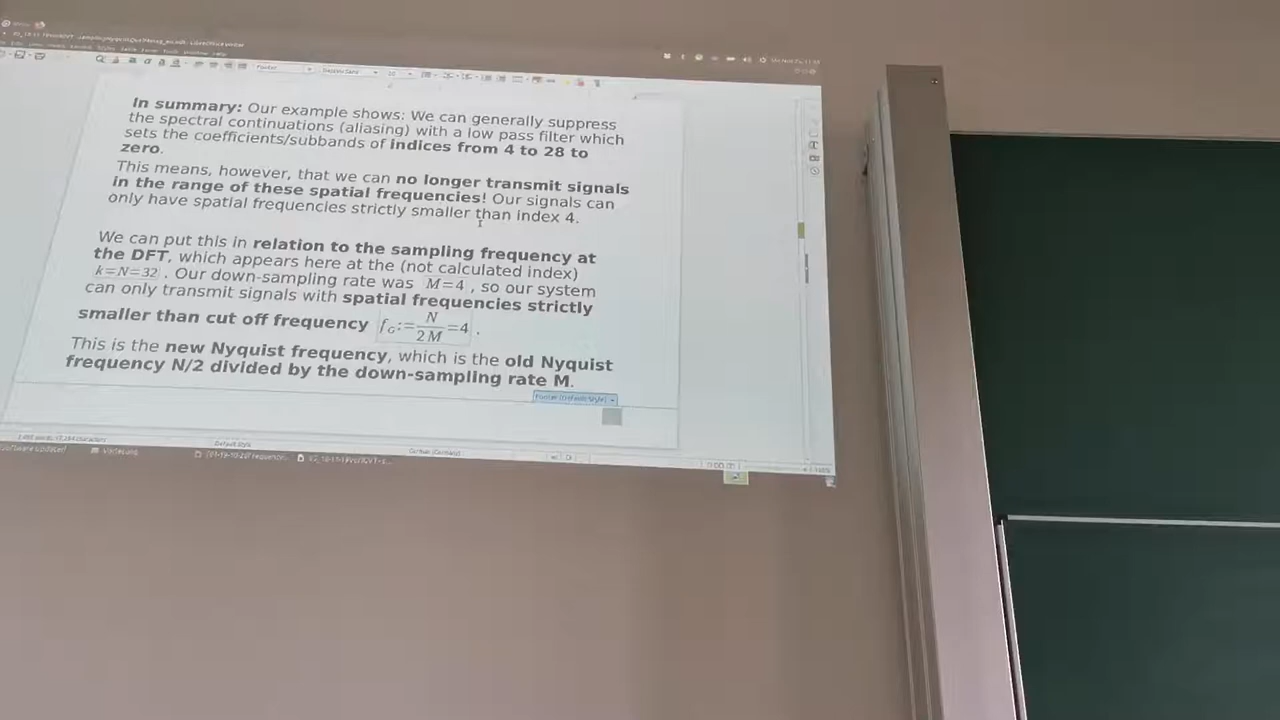 In summary: Our example shows: We can generally suppress
the spectral continuations (aliasing) with a low pass filter which
sets the coefficients/subbands of indices from 4 to 28 to
zero.
This means, however, that we can no longer transmit signals
in the range of these spatial frequencies! Our signals can
only have spatial frequencies strictly smaller than index 4.
We can put this in relation to the sampling frequency at
the DFT, which appears here at the (not calculated index)
k=N=32 . Our down-sampling rate was M=4 , so our system
can only transmit signals with spatial frequencies strictly
smaller than cut off frequency f_G:=N/2M=4 .
This is the new Nyquist frequency, which is the old Nyquist
frequency N/2 divided by the down-sampling rate M.
Footer (Default Style)
Default Style